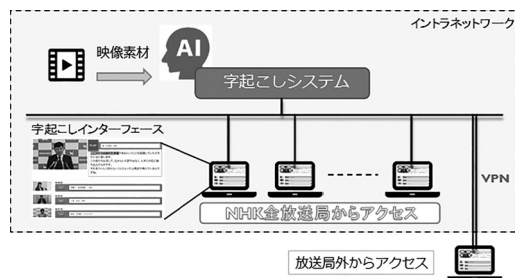 イントラネットワーク
映像素材
AI
字起こしシステム
字起こしインターフェース
NHK全放送局からアクセス
VPN
放送局外からアクセス